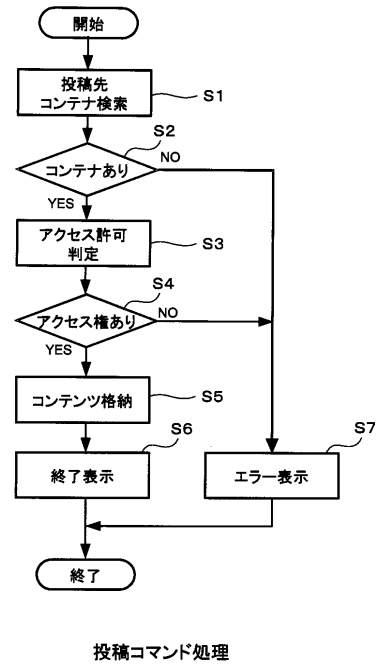 開始
投稿先
コンテナ検索
S1
S2
コンテナあり
NO
YES
アクセス許可
判定
S3
S4
アクセス権あり
NO
YES
コンテンツ格納
S5
S6
終了表示
S7
エラー表示
終了
投稿コマンド処理